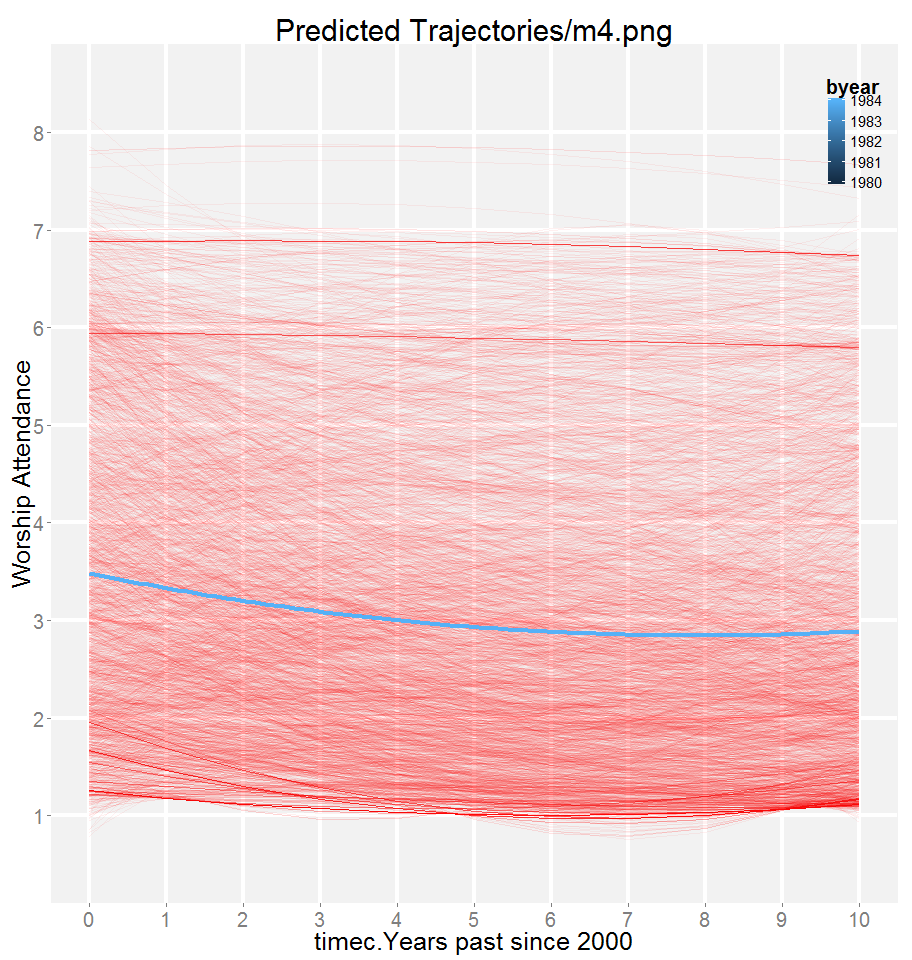 Predicted Trajectories/m4.png
byear
1984
1983
1982
1981
1980
Worship Attendance
8
7
6
5
4
3
2
1
0 1 2 3 4 5 6 7 8 9 10
timec.Years past since 2000